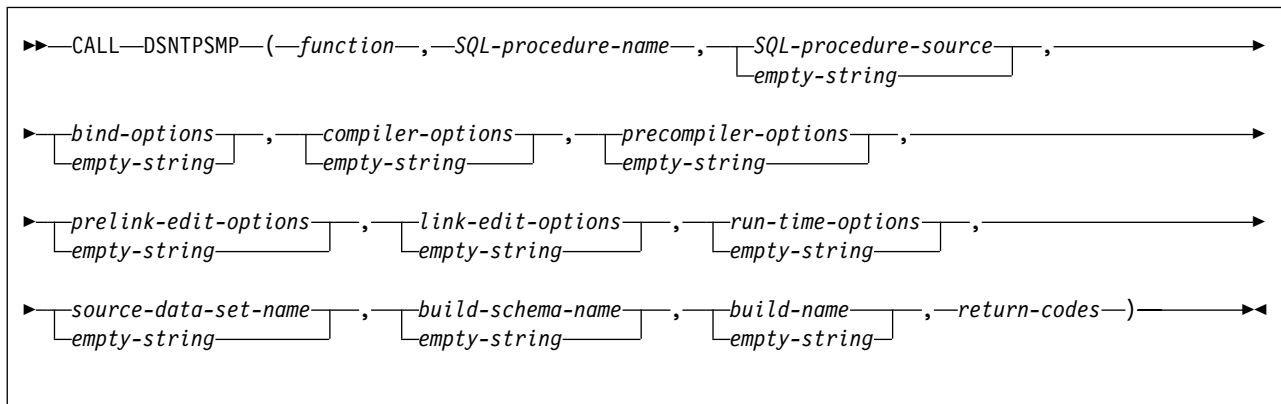 CALL DSNTPSMP ( function , SQL-procedure-name , SQL-procedure-source ,
empty-string
bind-options , compiler-options , precompiler-options ,
empty-string empty-string empty-string
prelink-edit-options , link-edit-options , run-time-options ,
empty-string empty-string empty-string
source-data-set-name , build-schema-name , build-name , return-codes )
empty-string empty-string empty-string